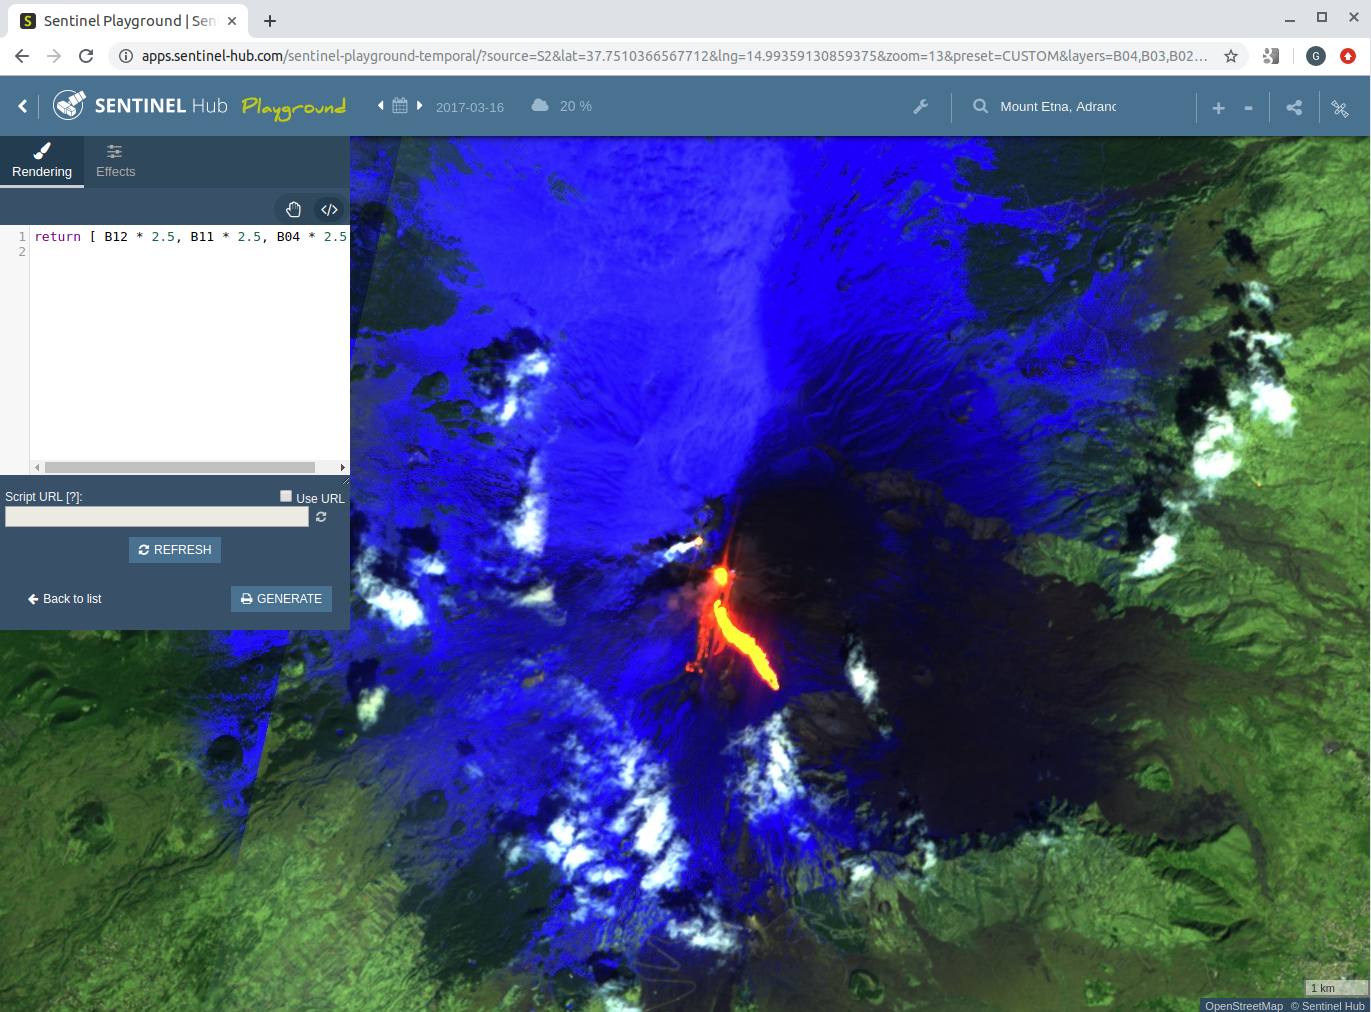 S Sentinel Playground | Sen
apps.sentinel-hub.com/sentinel-playground-temporal/?source=S2&lat=37.7510366567712&lng=14.99359130859375&zoom=13&preset=CUSTOM&layers=B04,B03,B02...
G
SENTINEL Hub Playground
2017-03-16
20 %
Mount Etna, Adranc
Rendering
Effects
</>
1 return [ B12 * 2.5, B11 * 2.5, B04 * 2.5
2
Script URL [?]:
Use URL
REFRESH
Back to list
GENERATE
1 km
OpenStreetMap © Sentinel Hub